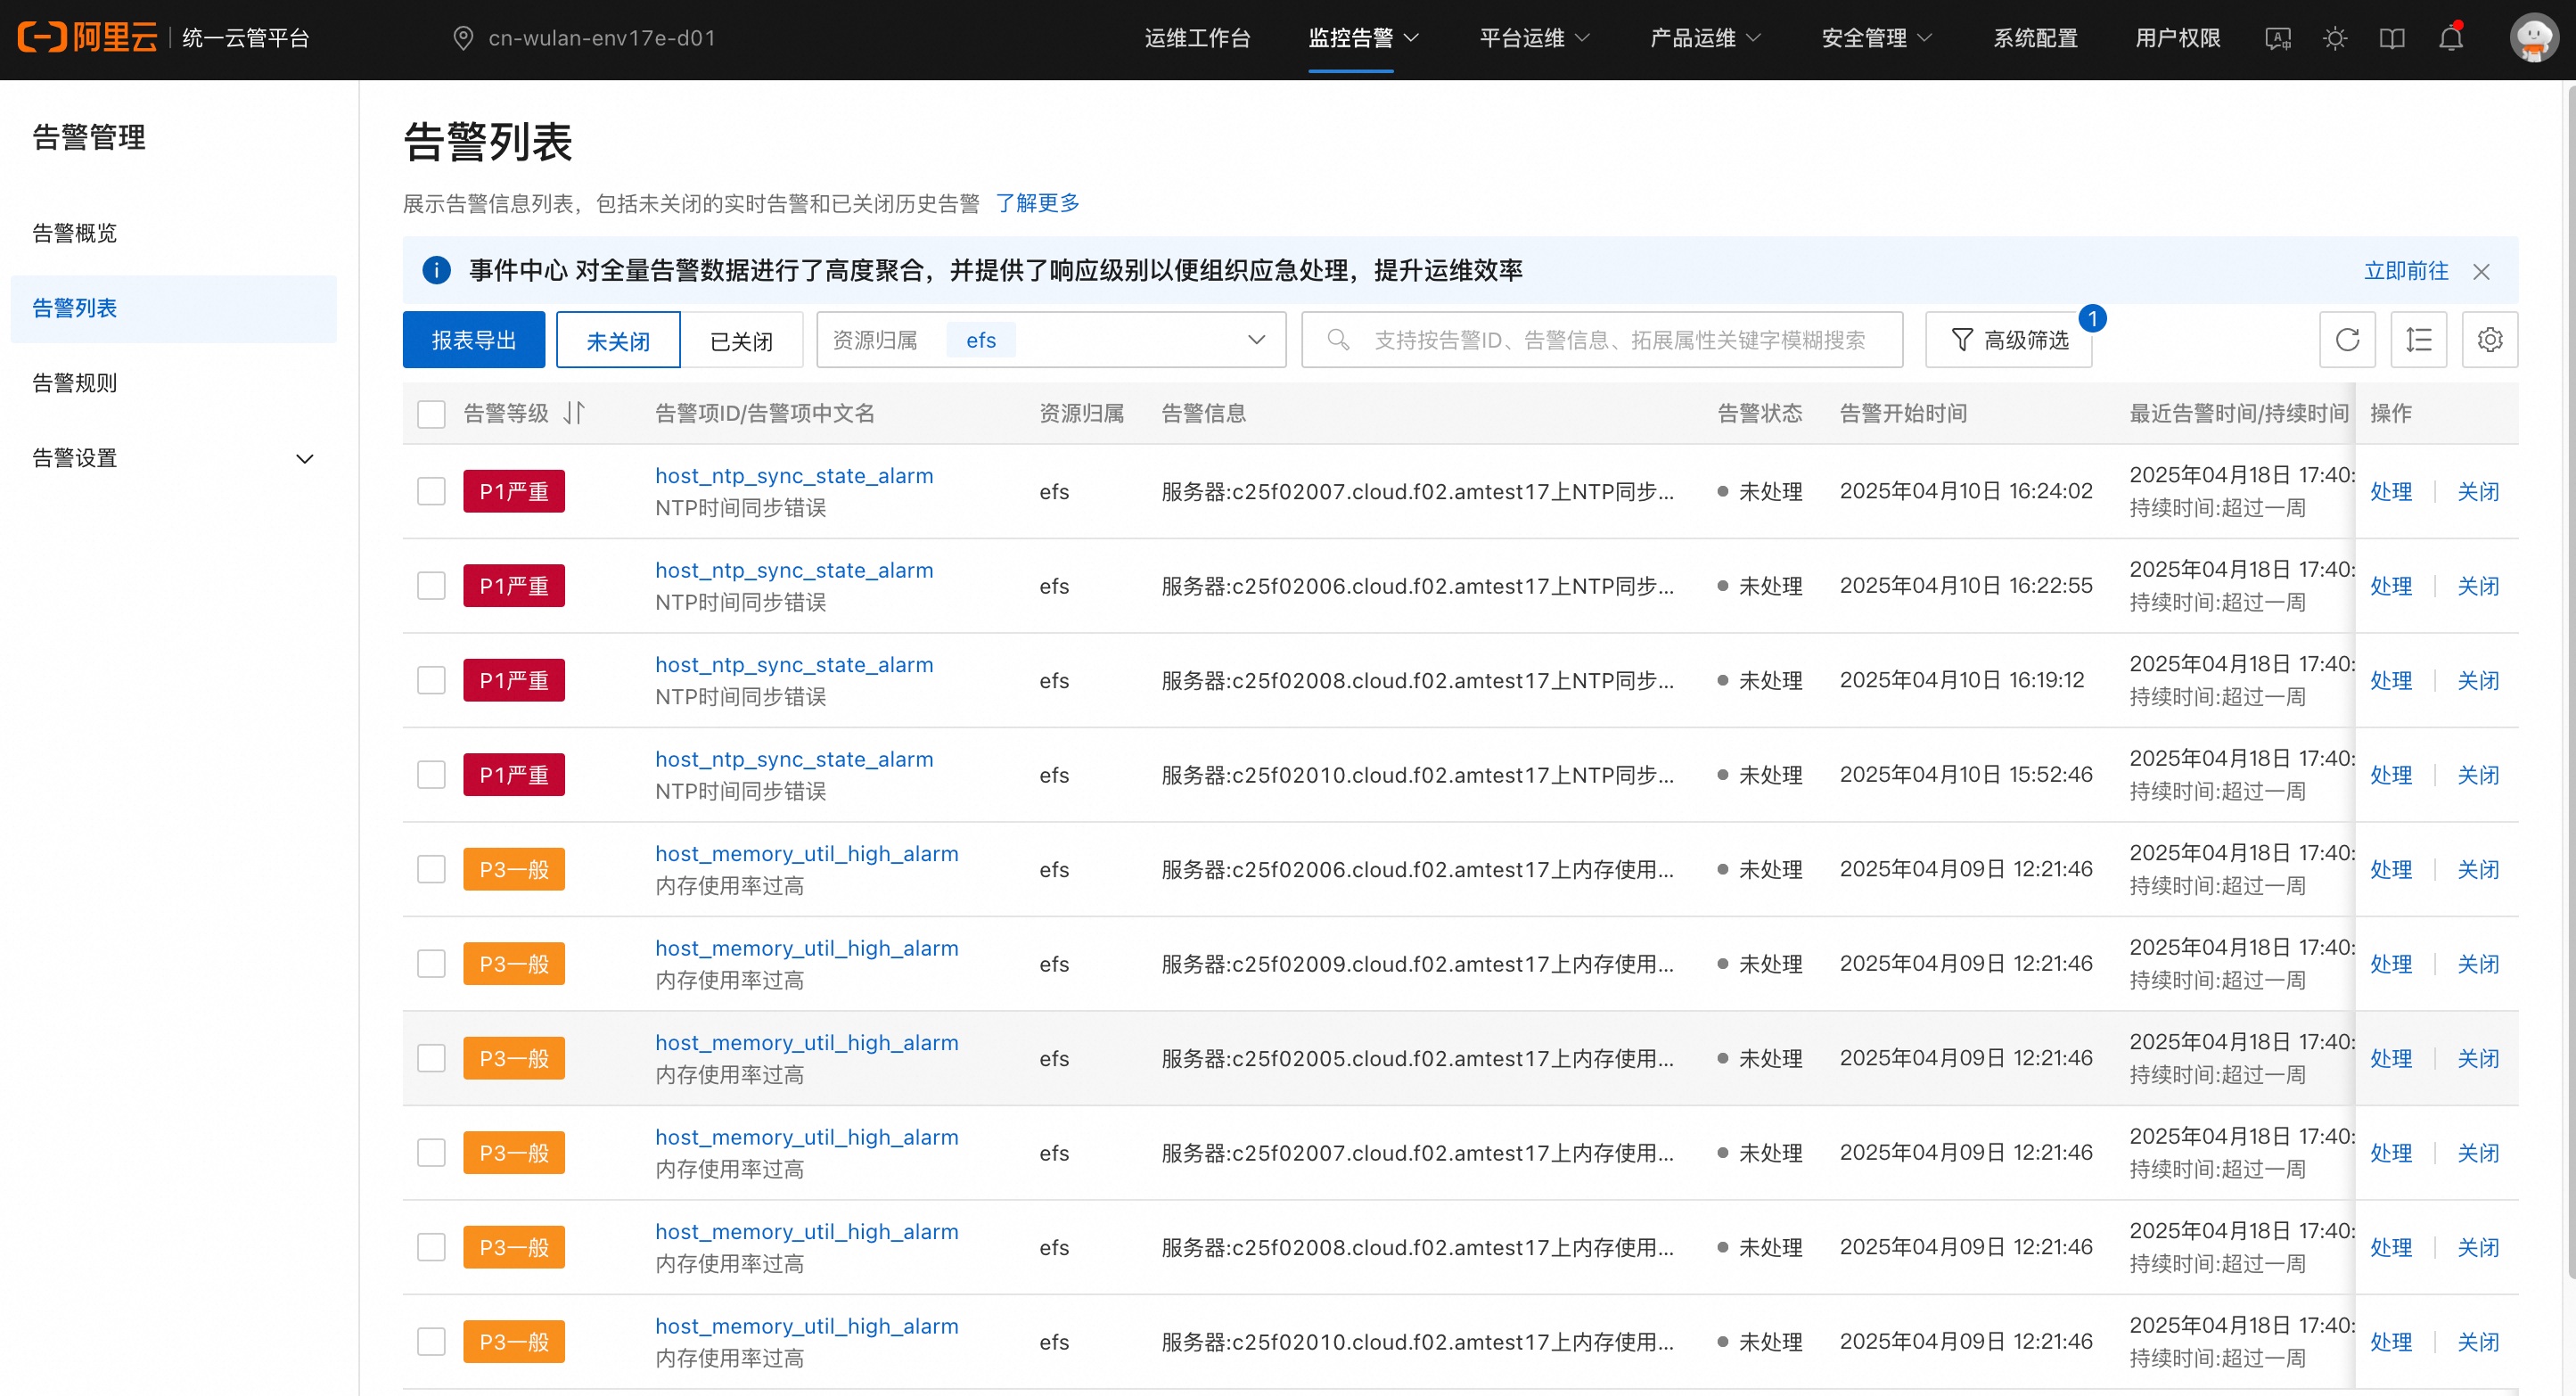 阿里云 统一云管平台 cn-wulan-env17e-d01 运维工作台 监控告警 平台运维 产品运维 安全管理 系统配置 用户权限
告警管理
告警概览
告警列表
告警规则
告警设置
告警列表
展示告警信息列表，包括未关闭的实时告警和已关闭历史告警 了解更多
事件中心 对全量告警数据进行了高度聚合，并提供了响应级别以便组织应急处理，提升运维效率 立即前往
报表导出 未关闭 已关闭 资源归属 efs 支持按告警ID、告警信息、拓展属性关键字模糊搜索 高级筛选 1
告警等级 告警项ID/告警项中文名 资源归属 告警信息 告警状态 告警开始时间 最近告警时间/持续时间 操作
P1严重 host_ntp_sync_state_alarm efs 服务器:c25f02007.cloud.f02.amtest17上NTP同步... 未处理 2025年04月10日 16:24:02 2025年04月18日 17:40: 处理 关闭
NTP时间同步错误 持续时间:超过一周
P1严重 host_ntp_sync_state_alarm efs 服务器:c25f02006.cloud.f02.amtest17上NTP同步... 未处理 2025年04月10日 16:22:55 2025年04月18日 17:40: 处理 关闭
NTP时间同步错误 持续时间:超过一周
P1严重 host_ntp_sync_state_alarm efs 服务器:c25f02008.cloud.f02.amtest17上NTP同步... 未处理 2025年04月10日 16:19:12 2025年04月18日 17:40: 处理 关闭
NTP时间同步错误 持续时间:超过一周
P1严重 host_ntp_sync_state_alarm efs 服务器:c25f02010.cloud.f02.amtest17上NTP同步... 未处理 2025年04月10日 15:52:46 2025年04月18日 17:40: 处理 关闭
NTP时间同步错误 持续时间:超过一周
P3一般 host_memory_util_high_alarm efs 服务器:c25f02006.cloud.f02.amtest17上内存使用... 未处理 2025年04月09日 12:21:46 2025年04月18日 17:40: 处理 关闭
内存使用率过高 持续时间:超过一周
P3一般 host_memory_util_high_alarm efs 服务器:c25f02009.cloud.f02.amtest17上内存使用... 未处理 2025年04月09日 12:21:46 2025年04月18日 17:40: 处理 关闭
内存使用率过高 持续时间:超过一周
P3一般 host_memory_util_high_alarm efs 服务器:c25f02005.cloud.f02.amtest17上内存使用... 未处理 2025年04月09日 12:21:46 2025年04月18日 17:40: 处理 关闭
内存使用率过高 持续时间:超过一周
P3一般 host_memory_util_high_alarm efs 服务器:c25f02007.cloud.f02.amtest17上内存使用... 未处理 2025年04月09日 12:21:46 2025年04月18日 17:40: 处理 关闭
内存使用率过高 持续时间:超过一周
P3一般 host_memory_util_high_alarm efs 服务器:c25f02008.cloud.f02.amtest17上内存使用... 未处理 2025年04月09日 12:21:46 2025年04月18日 17:40: 处理 关闭
内存使用率过高 持续时间:超过一周
P3一般 host_memory_util_high_alarm efs 服务器:c25f02010.cloud.f02.amtest17上内存使用... 未处理 2025年04月09日 12:21:46 2025年04月18日 17:40: 处理 关闭
内存使用率过高 持续时间:超过一周